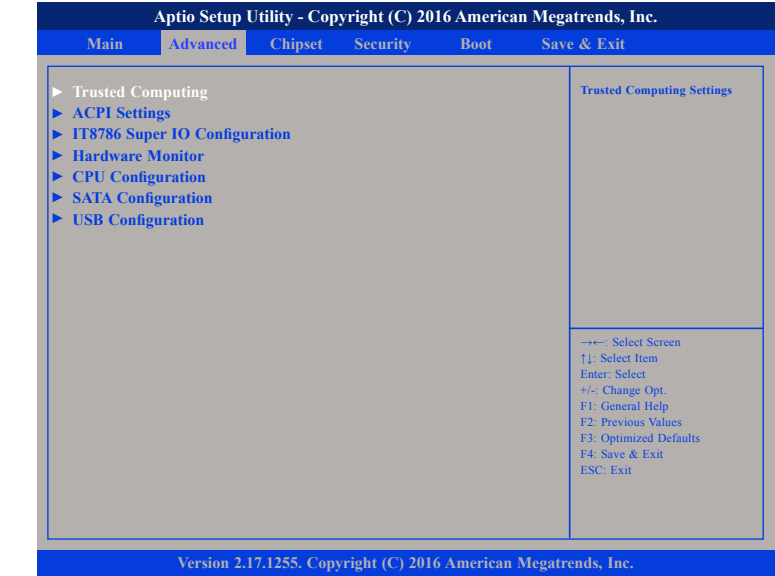 Aptio Setup Utility - Copyright (C) 2016 American Megatrends, Inc.
Main Advanced Chipset Security Boot Save & Exit
► Trusted Computing
► ACPI Settings
► IT8786 Super IO Configuration
► Hardware Monitor
► CPU Configuration
► SATA Configuration
► USB Configuration
Trusted Computing Settings
→←: Select Screen
↑↓: Select Item
Enter: Select
+/-: Change Opt.
F1: General Help
F2: Previous Values
F3: Optimized Defaults
F4: Save & Exit
ESC: Exit
Version 2.17.1255. Copyright (C) 2016 American Megatrends, Inc.